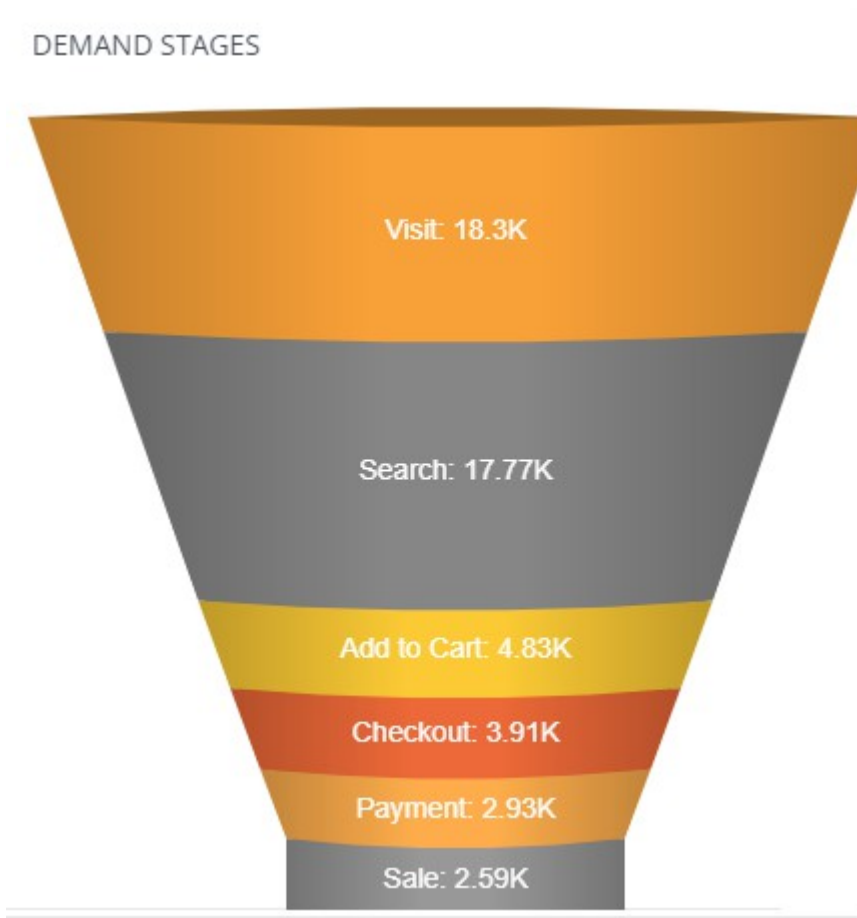 DEMAND STAGES
Visit: 18.3K
Search: 17.77K
Add to Cart: 4.83K
Checkout: 3.91K
Payment: 2.93K
Sale: 2.59K